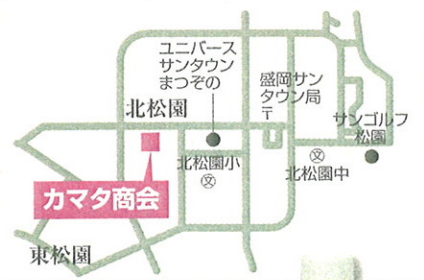 ユニバース
サンタウン
まつぞの
盛岡サン
タウン局
〒
北松園
サンゴルフ
松園
北松園小
文
文
北松園中
カマタ商会
東松園